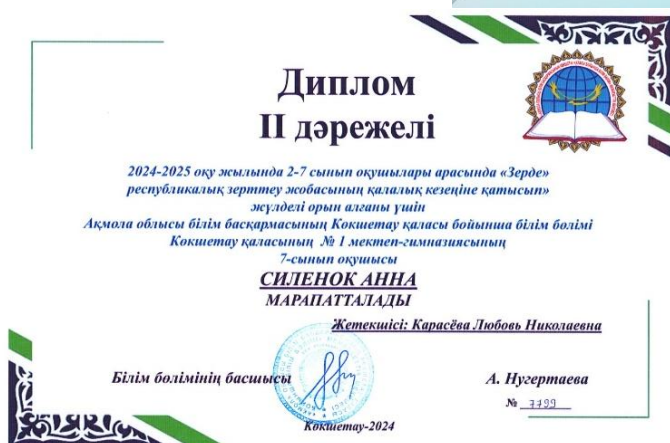 Диплом
ІІ дәрежелі
2024-2025 оқу жылында 2-7 сынып оқушылары арасында «Зерде»
республикалық зерттеу жобасының қалалық кезеңіне қатысып»
жүлделі орын алғаны үшін
Ақмола облысы білім басқармасының Көкшетау қаласы бойынша білім бөлімі
Көкшетау қаласының № 1 мектеп-гимназиясының
7-сынып оқушысы
СИЛЕНОК АННА
МАРАПАТТАЛАДЫ
Жетекшісі: Карасёва Любовь Николаевна
Білім бөлімінің басшысы
А. Нугертаева
№ 7799
Көкшетау-2024